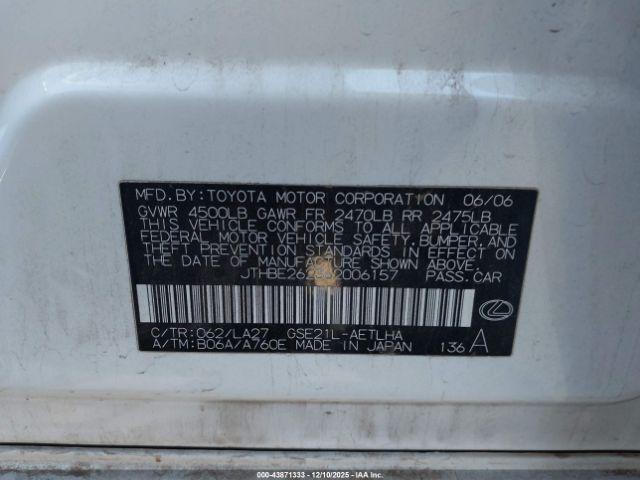 MFD. BY: TOYOTA MOTOR CORPORATION 06/06
GVWR 4500LB GAWR FR 2470LB RR 2475LB
THIS VEHICLE CONFORMS TO ALL APPLICABLE
FEDERAL MOTOR VEHICLE SAFETY, BUMPER, AND
THEFT PREVENTION STANDARDS IN EFFECT ON
THE DATE OF MANUFACTURE SHOWN ABOVE.
PASS. CAR
C/TR: 062/LA27 GSE21L-AETLHA
A/TM: B06A/A760E MADE IN JAPAN 136 A
000-43871333 — 12/10/2025 — IAA Inc.